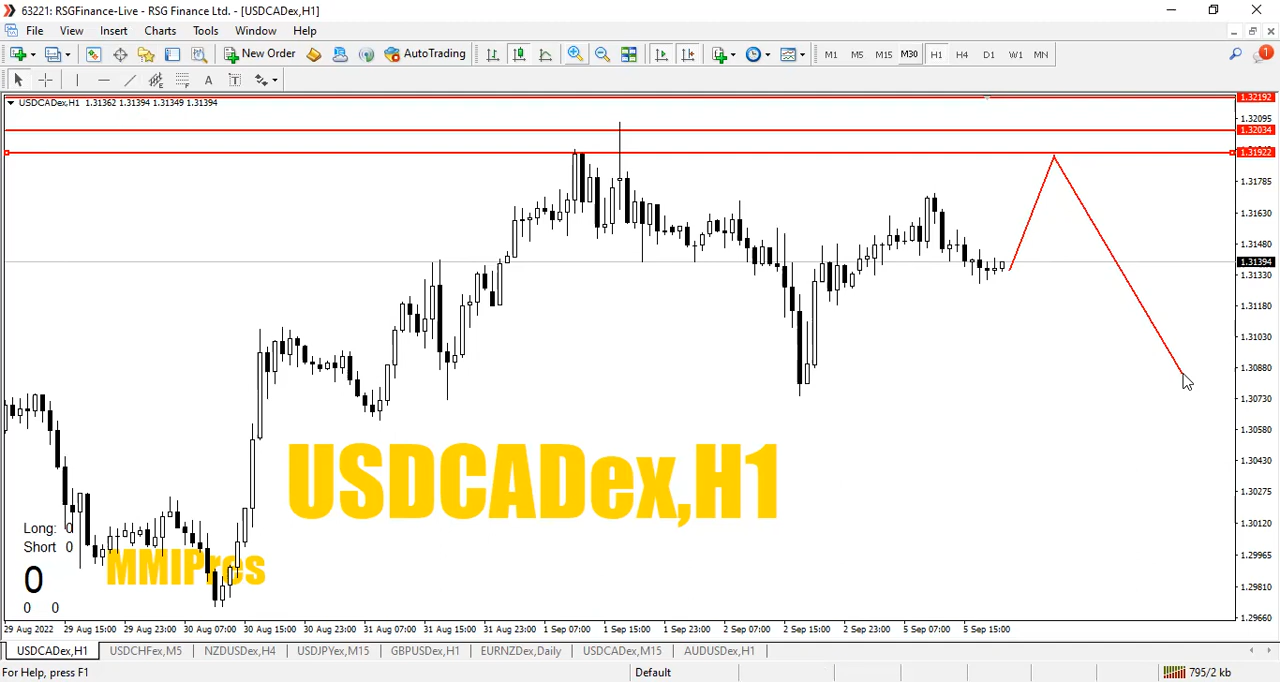 63221: RSGFinance-Live - RSG Finance Ltd. - [USDCADex,H1]
File View Insert Charts Tools Window Help
New Order AutoTrading M1 M5 M15 M30 H1 H4 D1 W1 MN 1
A T
USDCADex,H1 1.31362 1.31394 1.31349 1.31394
1.32192
1.32095
1.32034
1.31922
1.31785
1.31630
1.31480
1.31394
1.31330
1.31180
1.31030
1.30880
1.30730
1.30580
1.30430
1.30275
1.30120
1.29965
1.29810
1.29660
USDCADex,H1
Long: 0
Short 0
MMIPres
0
0 0
29 Aug 2022 29 Aug 15:00 29 Aug 23:00 30 Aug 07:00 30 Aug 15:00 30 Aug 23:00 31 Aug 07:00 31 Aug 15:00 31 Aug 23:00 1 Sep 07:00 1 Sep 15:00 1 Sep 23:00 2 Sep 07:00 2 Sep 15:00 2 Sep 23:00 5 Sep 07:00 5 Sep 15:00
USDCADex,H1 USDCHFex,M5 NZDUSDex,H4 USDJPYex,M15 GBPUSDex,H1 EURNZDex,Daily USDCADex,M15 AUDUSDex,H1
For Help, press F1 Default 795/2 kb